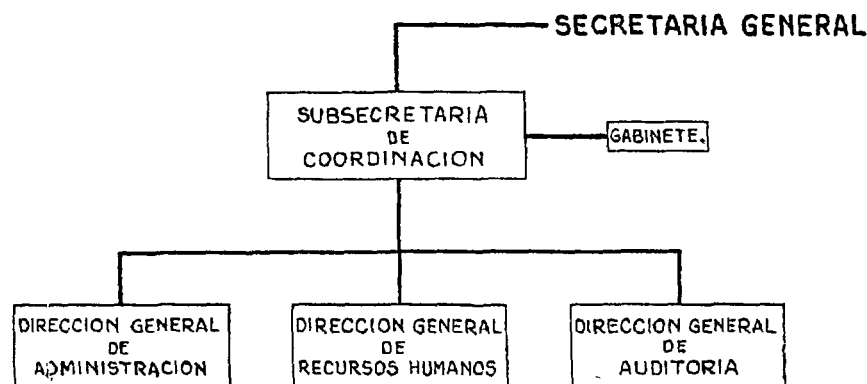 SECRETARIA GENERAL
SUBSECRETARIA
DE
COORDINACION
GABINETE.
DIRECCION GENERAL
DE
ADMINISTRACION
DIRECCION GENERAL
DE
RECURSOS HUMANOS
DIRECCION GENERAL
DE
AUDITORIA